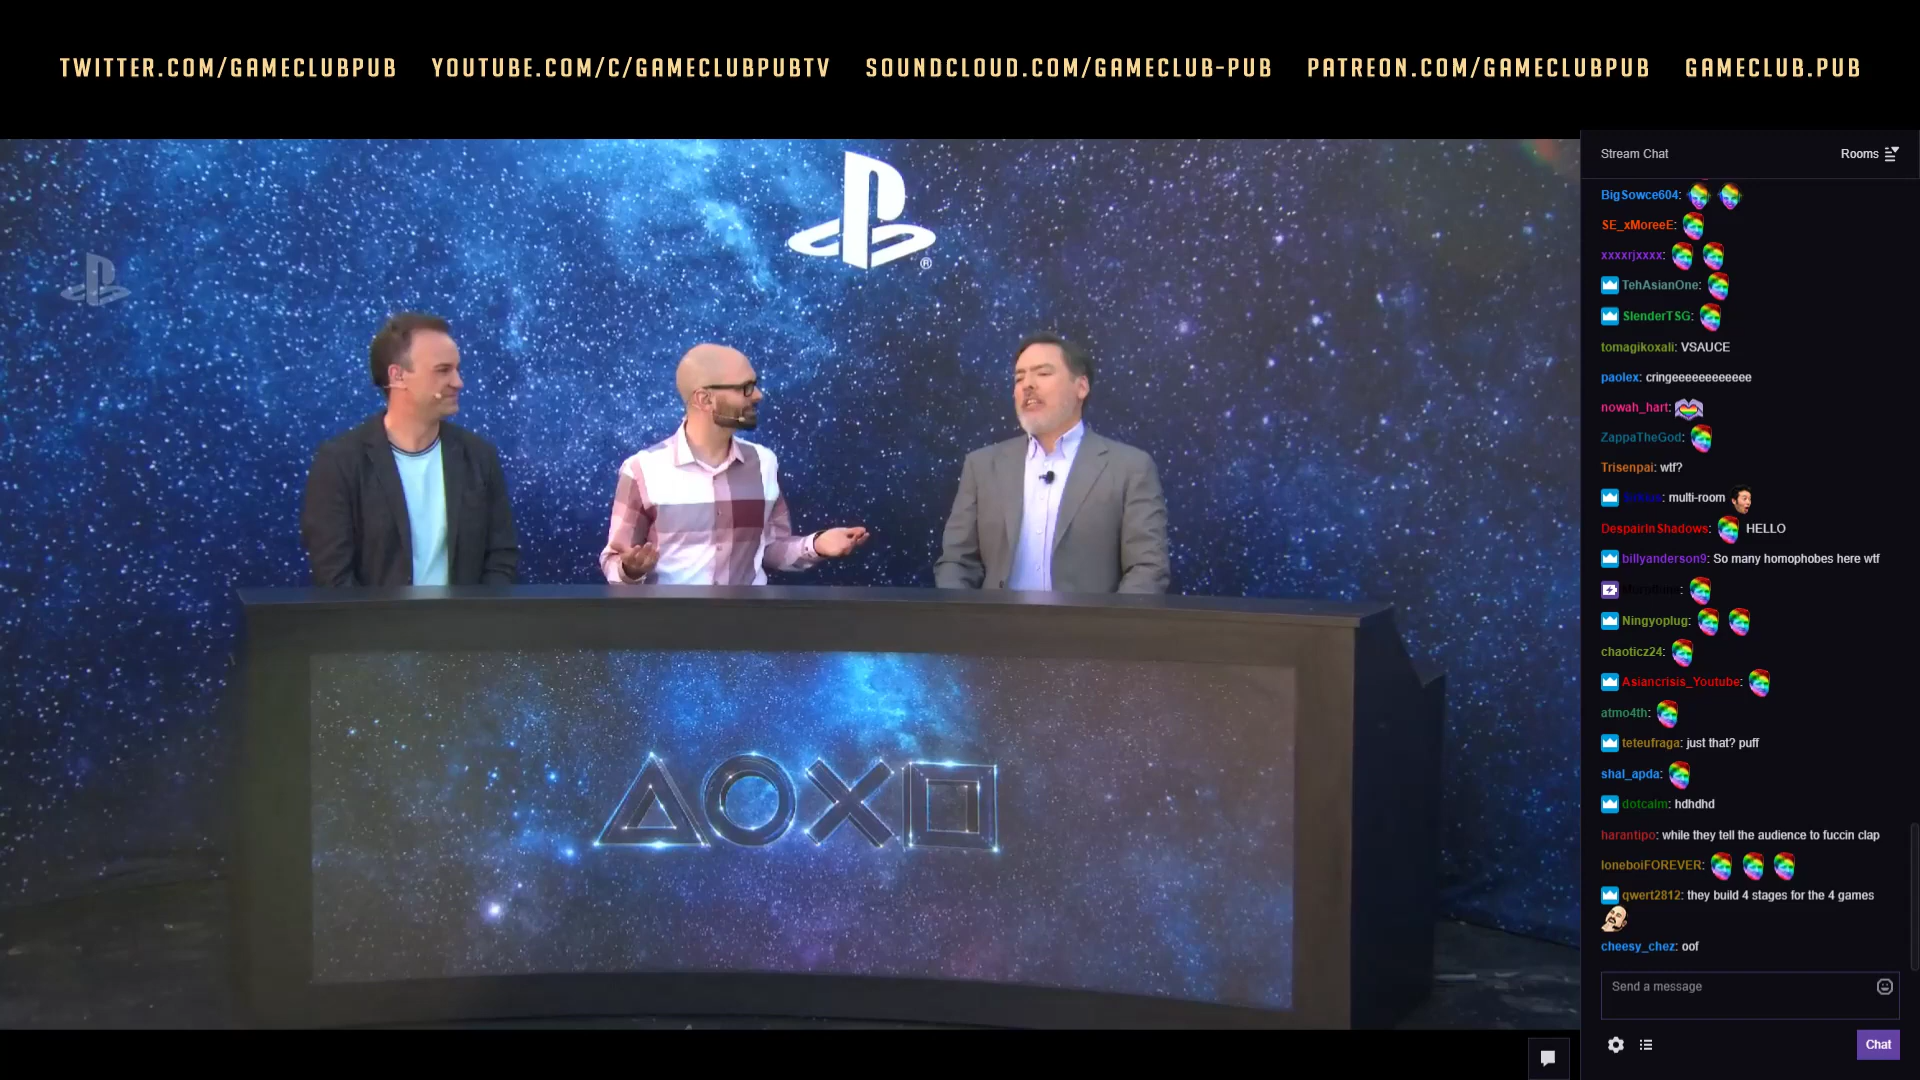 TWITTER.COM/GAMECLUBPUB YOUTUBE.COM/C/GAMECLUBPUBTV SOUNDCLOUD.COM/GAMECLUB-PUB PATREON.COM/GAMECLUBPUB GAMECLUB.PUB
Stream Chat Rooms
BigSowce604:
SE_xMoreeE:
xxxxrjxxxx:
TehAsianOne:
SlenderTSG:
tomagikoxali: VSAUCE
paolex: cringeeeeeeeeeeee
nowah_hart:
ZappaTheGod:
Trisenpai: wtf?
multi-room
DespairInShadows: HELLO
billyanderson9: So many homophobes here wtf
Ningyoplug:
chaoticz24:
Asiancrisis_Youtube:
atmo4th:
teteufraga: just that? puff
shal_apda:
dotcalm: hdhdhd
harantipo: while they tell the audience to fuccin clap
loneboiFOREVER:
qwert2812: they build 4 stages for the 4 games
cheesy_chez: oof
Send a message
Chat
®